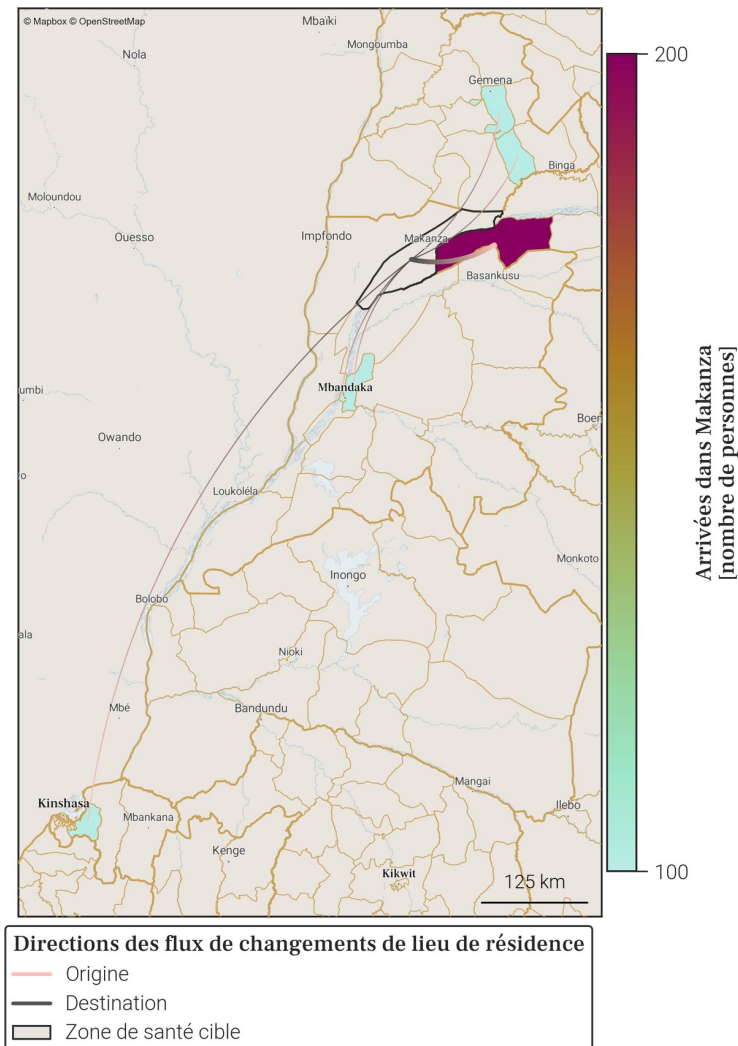 © Mapbox © OpenStreetMap
Mbaïki
Mongoumba
Nola
Gemena
Binga
Moloundou
Ouesso
Impfondo
Makanza
Basankusu
Mbandaka
umbi
Boen
Owando
o
Loukoléla
Monkoto
Inongo
Bolobo
ala
Nioki
Mbé
Bandundu
Mangai
Kinshasa
Mbankana
Ilebo
Kenge
Kikwit
125 km
200
100
Arrivées dans Makanza
[nombre de personnes]
Directions des flux de changements de lieu de résidence
Origine
Destination
Zone de santé cible